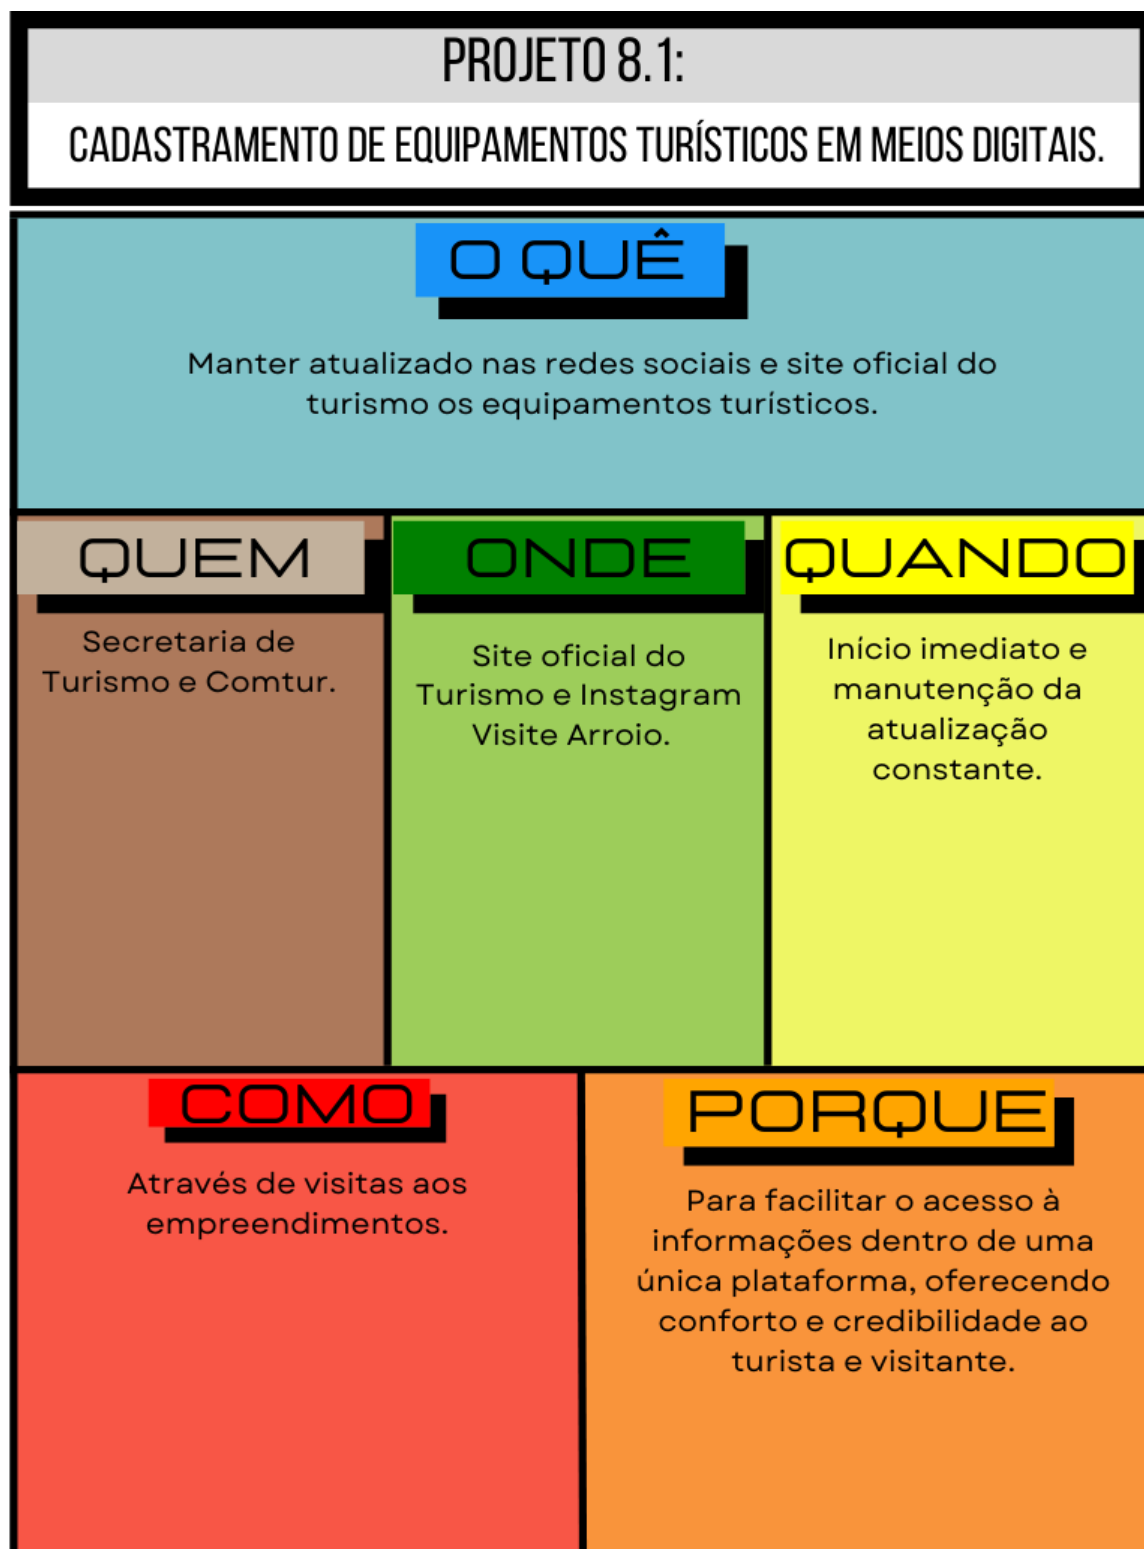 PROJETO 8.1:
CADASTRAMENTO DE EQUIPAMENTOS TURÍSTICOS EM MEIOS DIGITAIS.
O QUÊ
Manter atualizado nas redes sociais e site oficial do
turismo os equipamentos turísticos.
QUEM
Secretaria de
Turismo e Comtur.
ONDE
Site oficial do
Turismo e Instagram
Visite Arroio.
QUANDO
Início imediato e
manutenção da
atualização
constante.
COMO
Através de visitas aos
empreendimentos.
PORQUE
Para facilitar o acesso à
informações dentro de uma
única plataforma, oferecendo
conforto e credibilidade ao
turista e visitante.